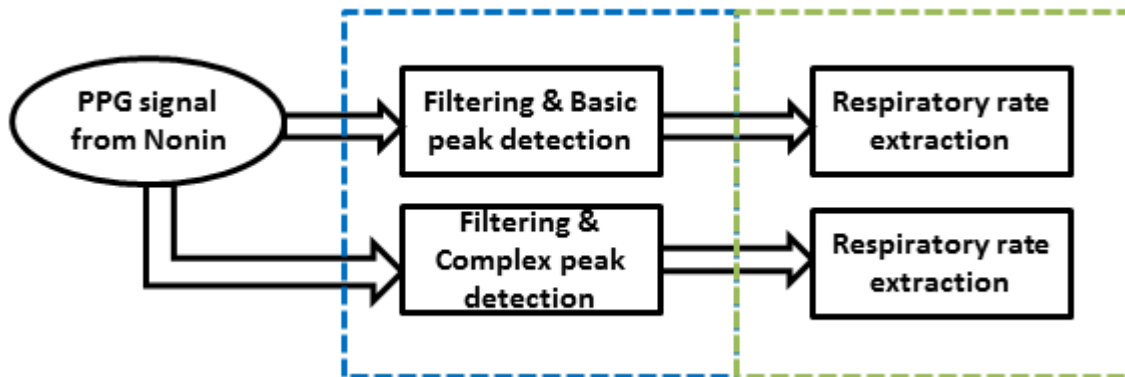 PPG signal
from Nonin
Filtering & Basic
peak detection
Respiratory rate
extraction
Filtering &
Complex peak
detection
Respiratory rate
extraction